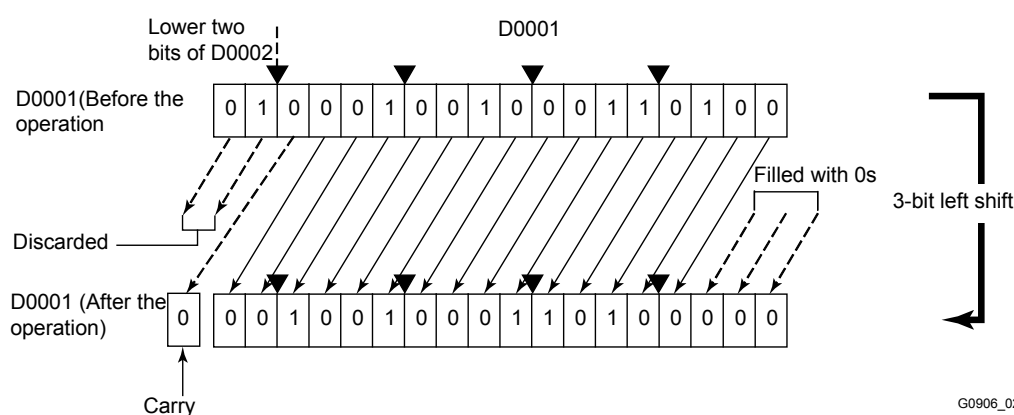 Lower two
bits of D0002
D0001
D0001(Before the
operation
0 1 0 0 0 1 0 0 1 0 0 0 1 1 0 1 0 0
Filled with 0s
3-bit left shift
Discarded
D0001 (After the
operation)
0 0 0 1 0 0 1 0 0 0 1 1 0 1 0 0 0 0 0
Carry
G0906_02